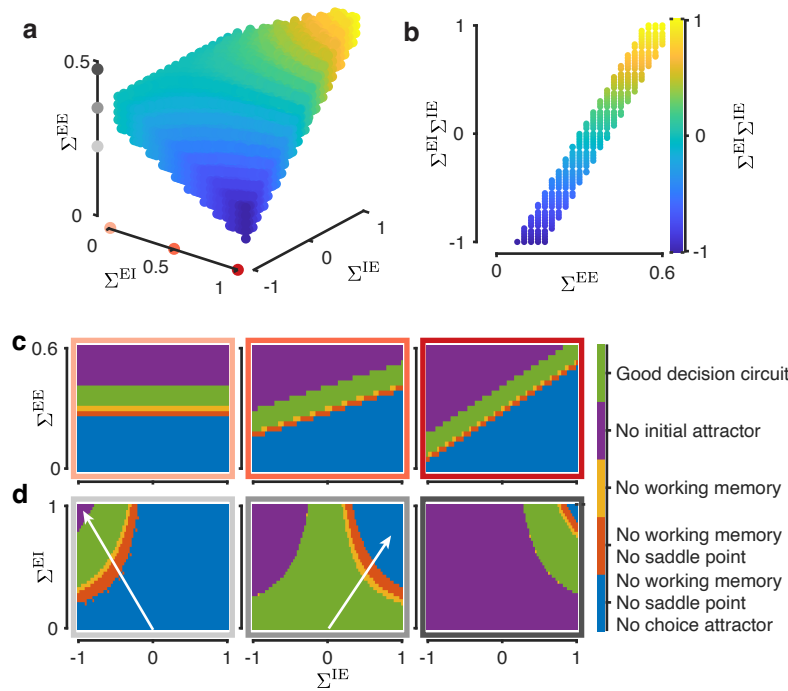 a
0.5
Σ^EE
0
0
0.5
1
Σ^EI
-1
0
1
Σ^IE
b
1
0
-1
Σ^EI Σ^IE
0
0.6
Σ^EE
1
0
-1
Σ^EI Σ^IE
c
0.6
Σ^EE
0
d
1
Σ^EI
0
-1 0 1 -1 0 1 -1 0 1
Σ^IE
Good decision circuit
No initial attractor
No working memory
No working memory
No saddle point
No working memory
No saddle point
No choice attractor